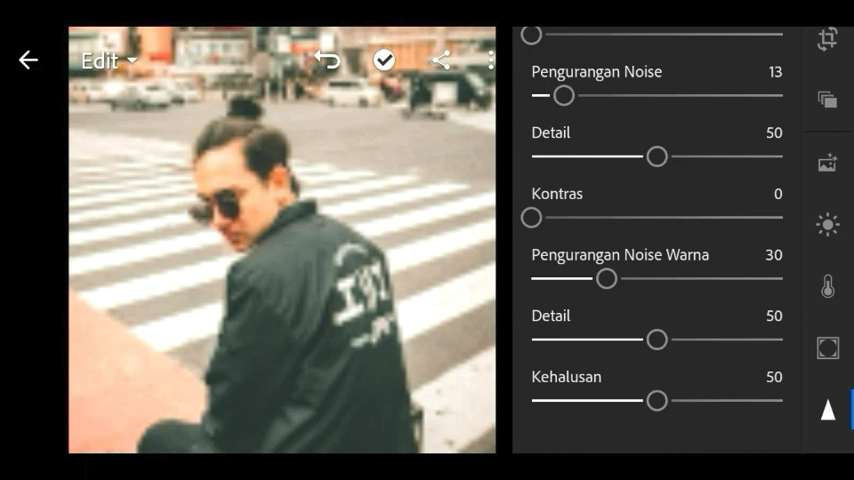 Edit
Pengurangan Noise 13
Detail 50
Kontras 0
Pengurangan Noise Warna 30
Detail 50
Kehalusan 50